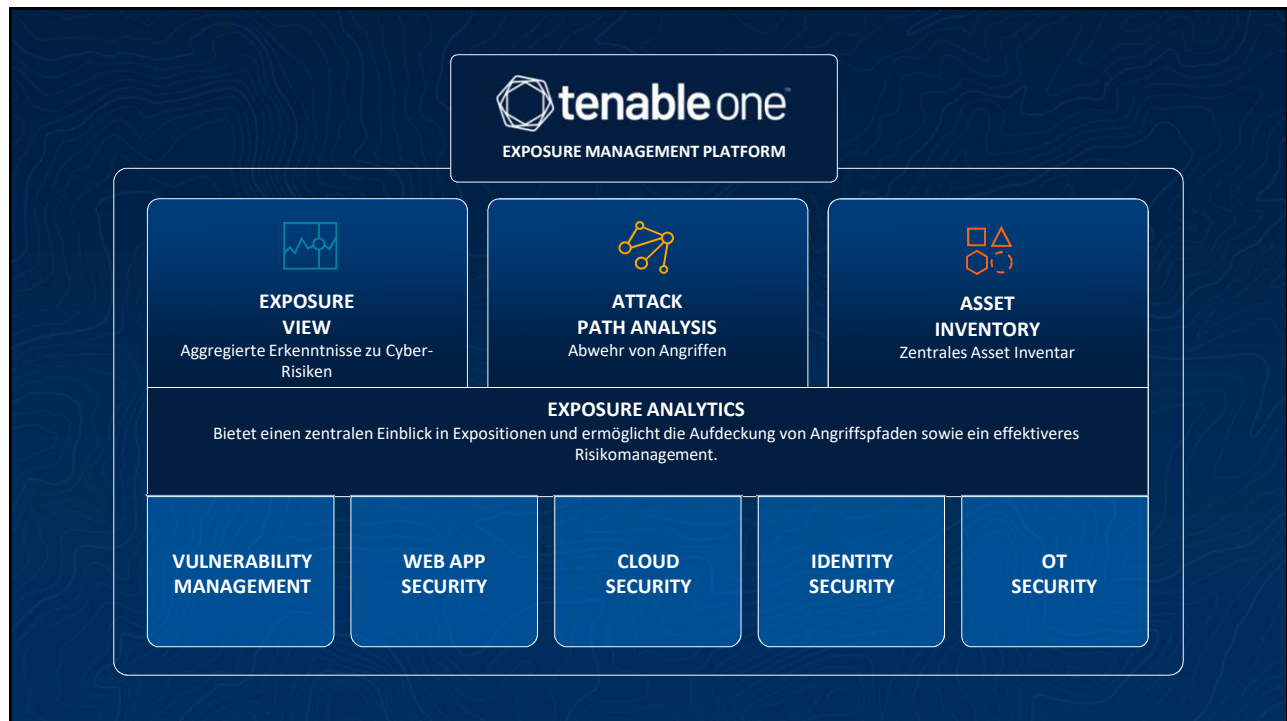 tenable one™
EXPOSURE MANAGEMENT PLATFORM
EXPOSURE
VIEW
Aggregierte Erkenntnisse zu Cyber-
Risiken
ATTACK
PATH ANALYSIS
Abwehr von Angriffen
ASSET
INVENTORY
Zentrales Asset Inventar
EXPOSURE ANALYTICS
Bietet einen zentralen Einblick in Expositionen und ermöglicht die Aufdeckung von Angriffspfaden sowie ein effektiveres
Risikomanagement.
VULNERABILITY
MANAGEMENT
WEB APP
SECURITY
CLOUD
SECURITY
IDENTITY
SECURITY
OT
SECURITY